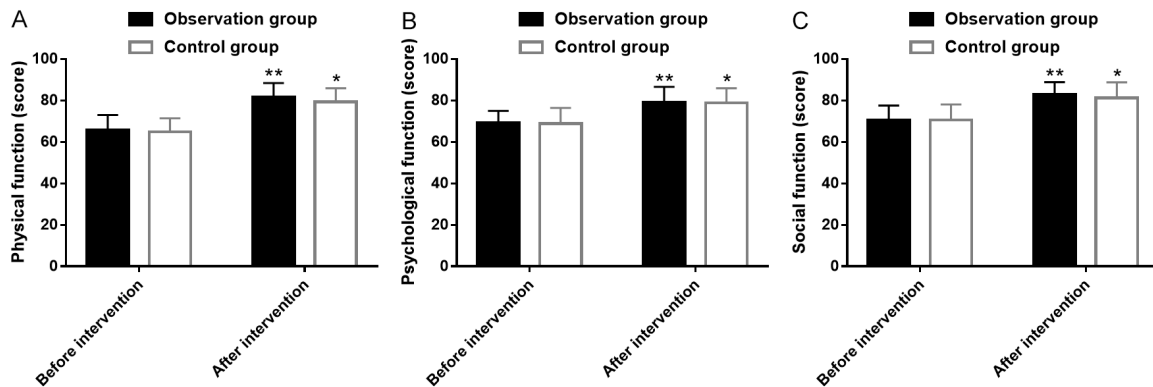 A
Observation group
Control group
Physical function (score)
100
80
60
40
20
0
** *
Before intervention
After intervention
B
Observation group
Control group
Psychological function (score)
100
80
60
40
20
0
** *
Before intervention
After intervention
C
Observation group
Control group
Social function (score)
100
80
60
40
20
0
** *
Before intervention
After intervention